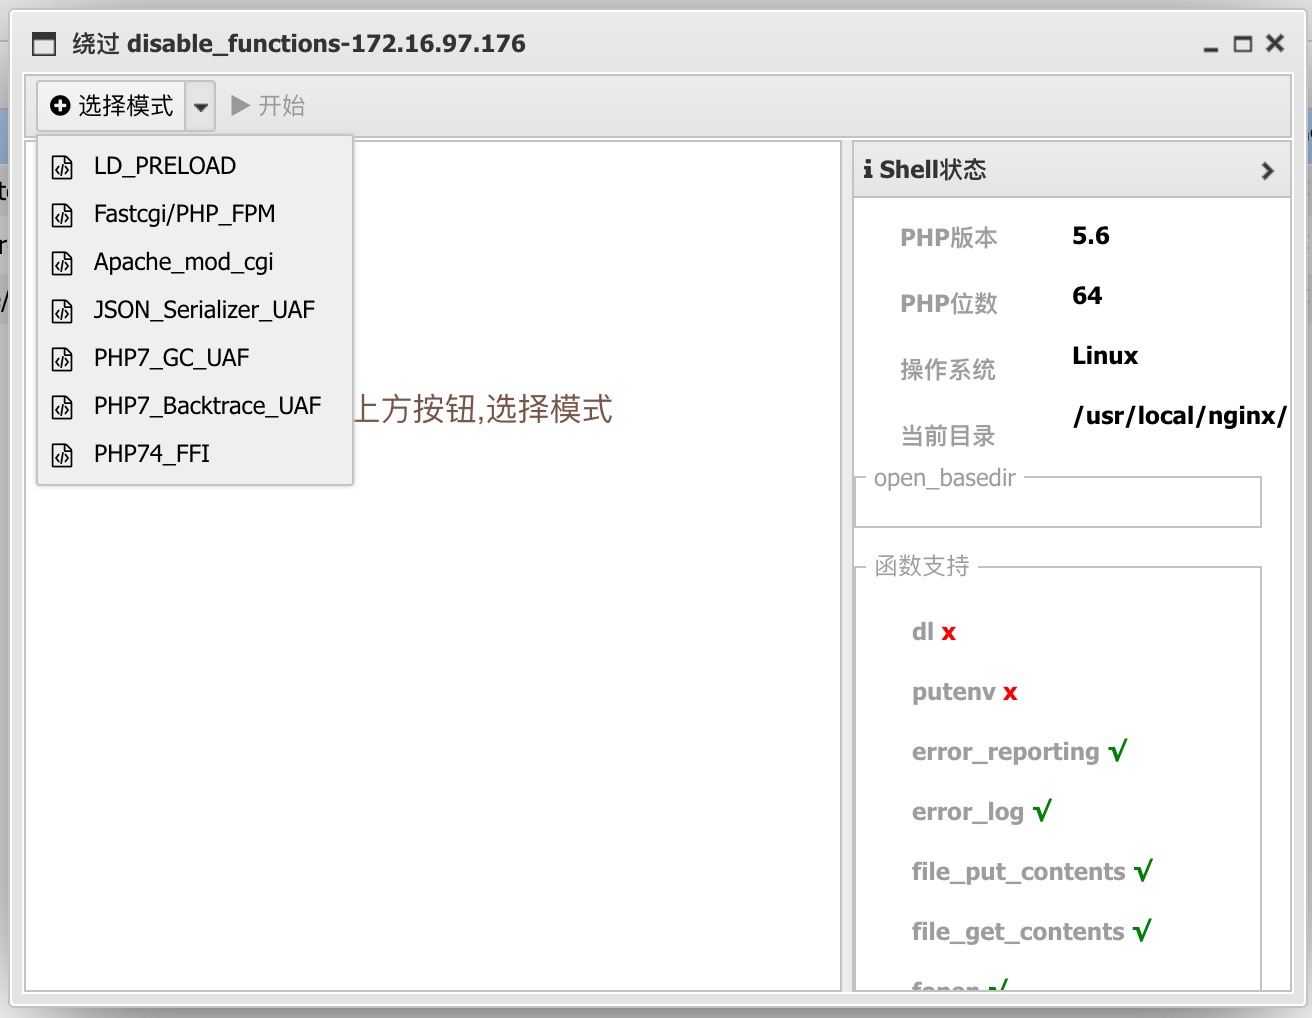 绕过 disable_functions-172.16.97.176
选择模式
开始
LD_PRELOAD
Fastcgi/PHP_FPM
Apache_mod_cgi
JSON_Serializer_UAF
PHP7_GC_UAF
PHP7_Backtrace_UAF
PHP74_FFI
上方按钮,选择模式
Shell状态
PHP版本 5.6
PHP位数 64
操作系统 Linux
当前目录 /usr/local/nginx/
open_basedir
函数支持
dl x
putenv x
error_reporting √
error_log √
file_put_contents √
file_get_contents √
fopen √